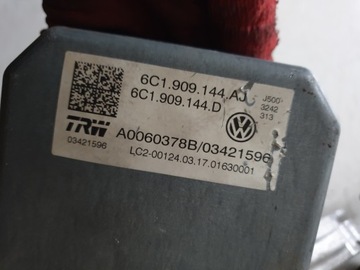 6C1.909.144.AJ
6C1.909.144.D
J500
3242
313
TRW
03421596
A0060378B/03421596
LC2-00124.03.17.01630001